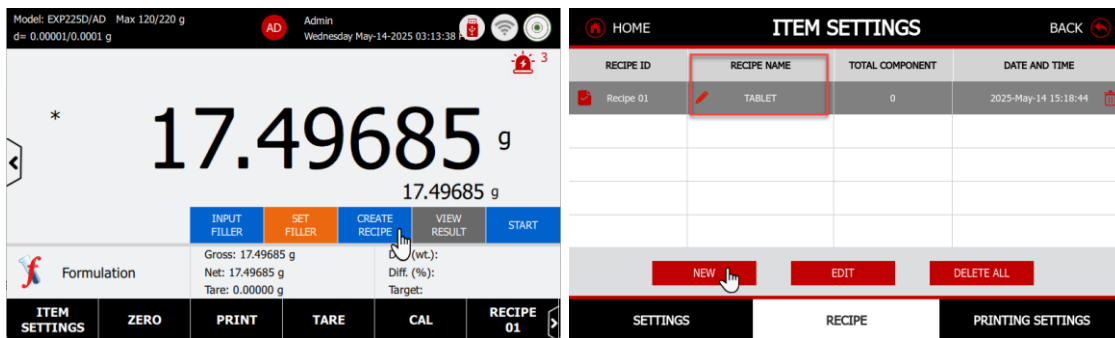 Model: EXP225D/AD Max 120/220 g
d= 0.00001/0.0001 g
AD
Admin
Wednesday May-14-2025 03:13:38
3
*
17.49685 g
17.49685 g
INPUT FILLER
SET FILLER
CREATE RECIPE
VIEW RESULT
START
Formulation
Gross: 17.49685 g
Net: 17.49685 g
Tare: 0.00000 g
(wt.):
Diff. (%):
Target:
ITEM SETTINGS
ZERO
PRINT
TARE
CAL
RECIPE 01
HOME
ITEM SETTINGS
BACK
RECIPE ID
RECIPE NAME
TOTAL COMPONENT
DATE AND TIME
Recipe 01
TABLET
0
2025-May-14 15:18:44
NEW
EDIT
DELETE ALL
SETTINGS
RECIPE
PRINTING SETTINGS